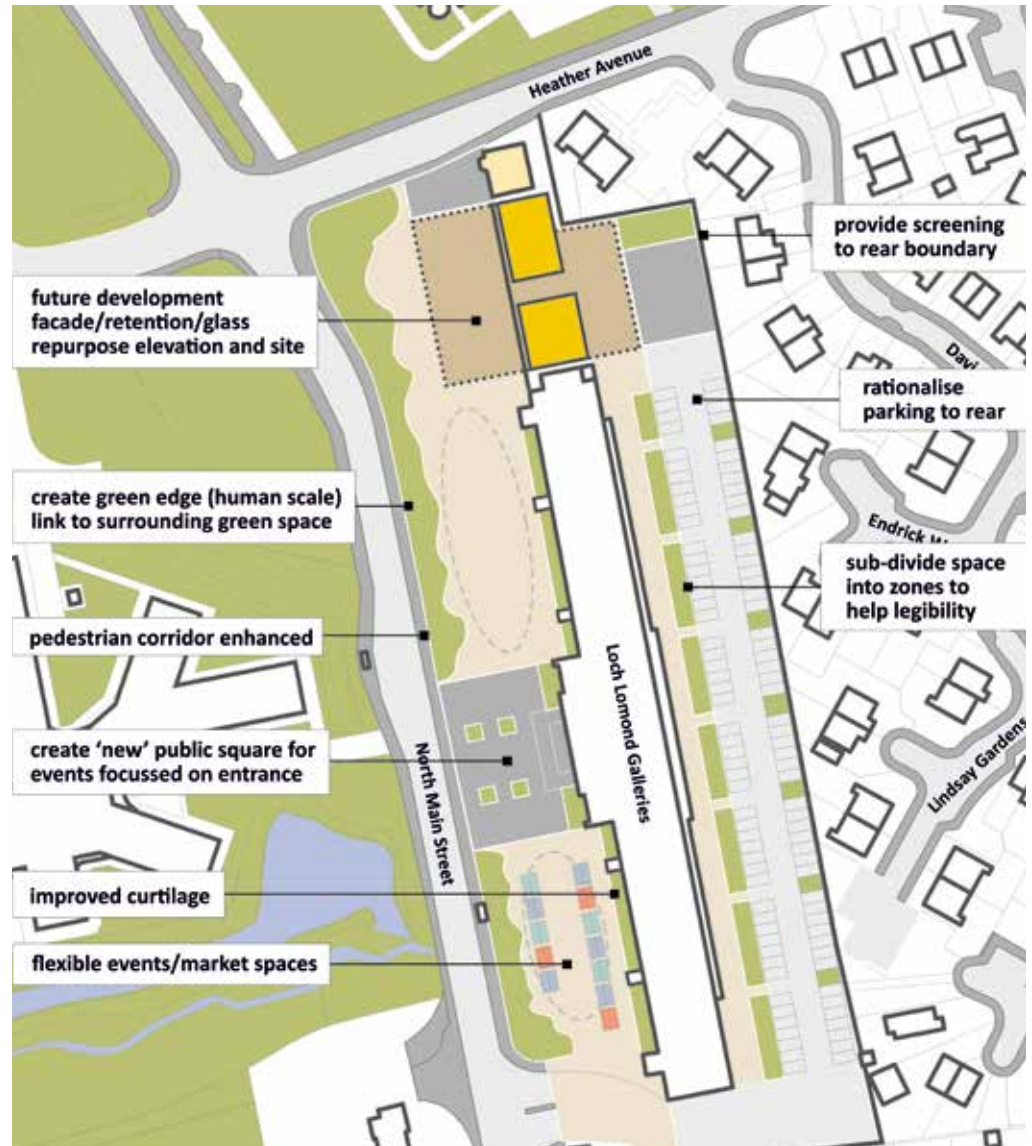 Heather Avenue
provide screening
to rear boundary
future development
facade/retention/glass
repurpose elevation and site
rationalise
parking to rear
create green edge (human scale)
link to surrounding green space
sub-divide space
into zones to
help legibility
pedestrian corridor enhanced
Loch Lomond Galleries
Lindsay Gardens
create ‘new’ public square for
events focussed on entrance
North Main Street
improved curtilage
flexible events/market spaces
Endrick